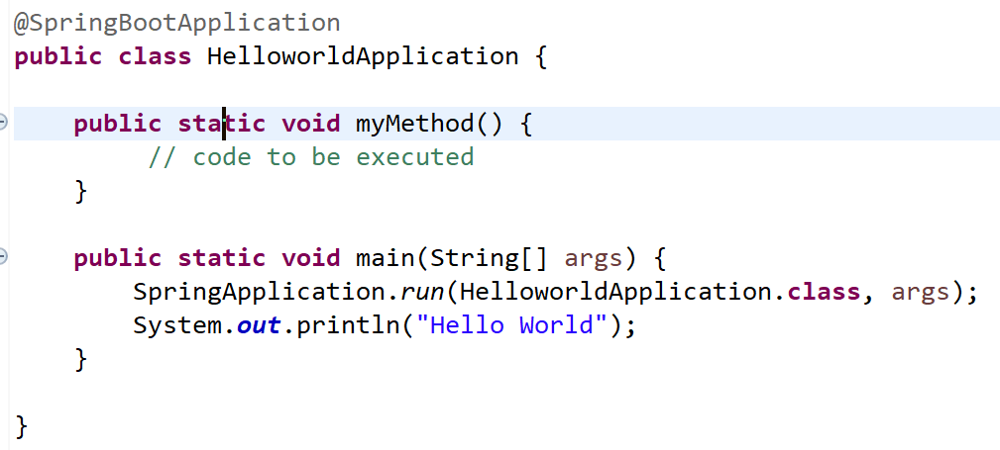 @SpringBootApplication
public class HelloworldApplication {
public static void myMethod() {
// code to be executed
}
public static void main(String[] args) {
SpringApplication.run(HelloworldApplication.class, args);
System.out.println("Hello World");
}
}